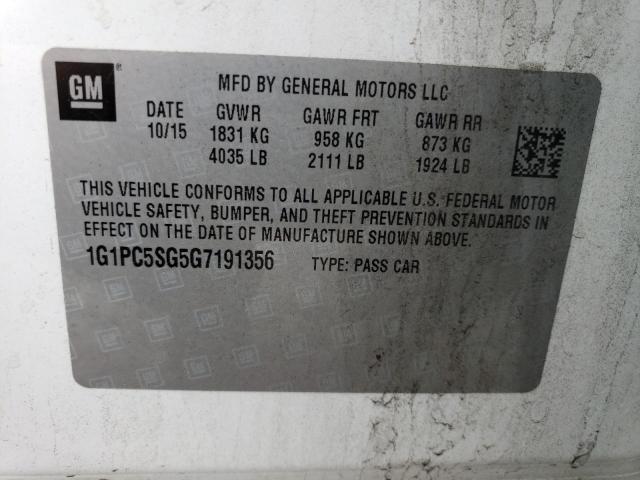 GM
MFD BY GENERAL MOTORS LLC
DATE GVWR GAWR FRT GAWR RR
10/15 1831 KG 958 KG 873 KG
4035 LB 2111 LB 1924 LB
THIS VEHICLE CONFORMS TO ALL APPLICABLE U.S. FEDERAL MOTOR
VEHICLE SAFETY, BUMPER, AND THEFT PREVENTION STANDARDS IN
EFFECT ON THE DATE OF MANUFACTURE SHOWN ABOVE.
1G1PC5SG5G7191356 TYPE: PASS CAR